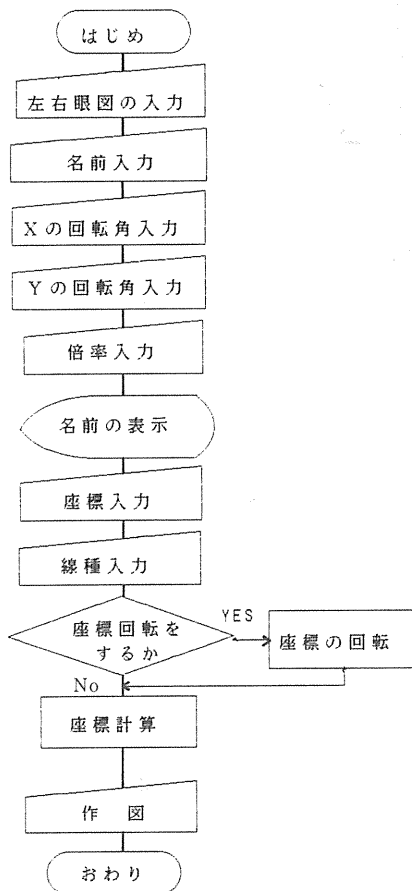 はじめ
左右眼図の入力
名前入力
Xの回転角入力
Yの回転角入力
倍率入力
名前の表示
座標入力
線種入力
座標回転を
するか
YES
座標の回転
No
座標計算
作 図
おわり